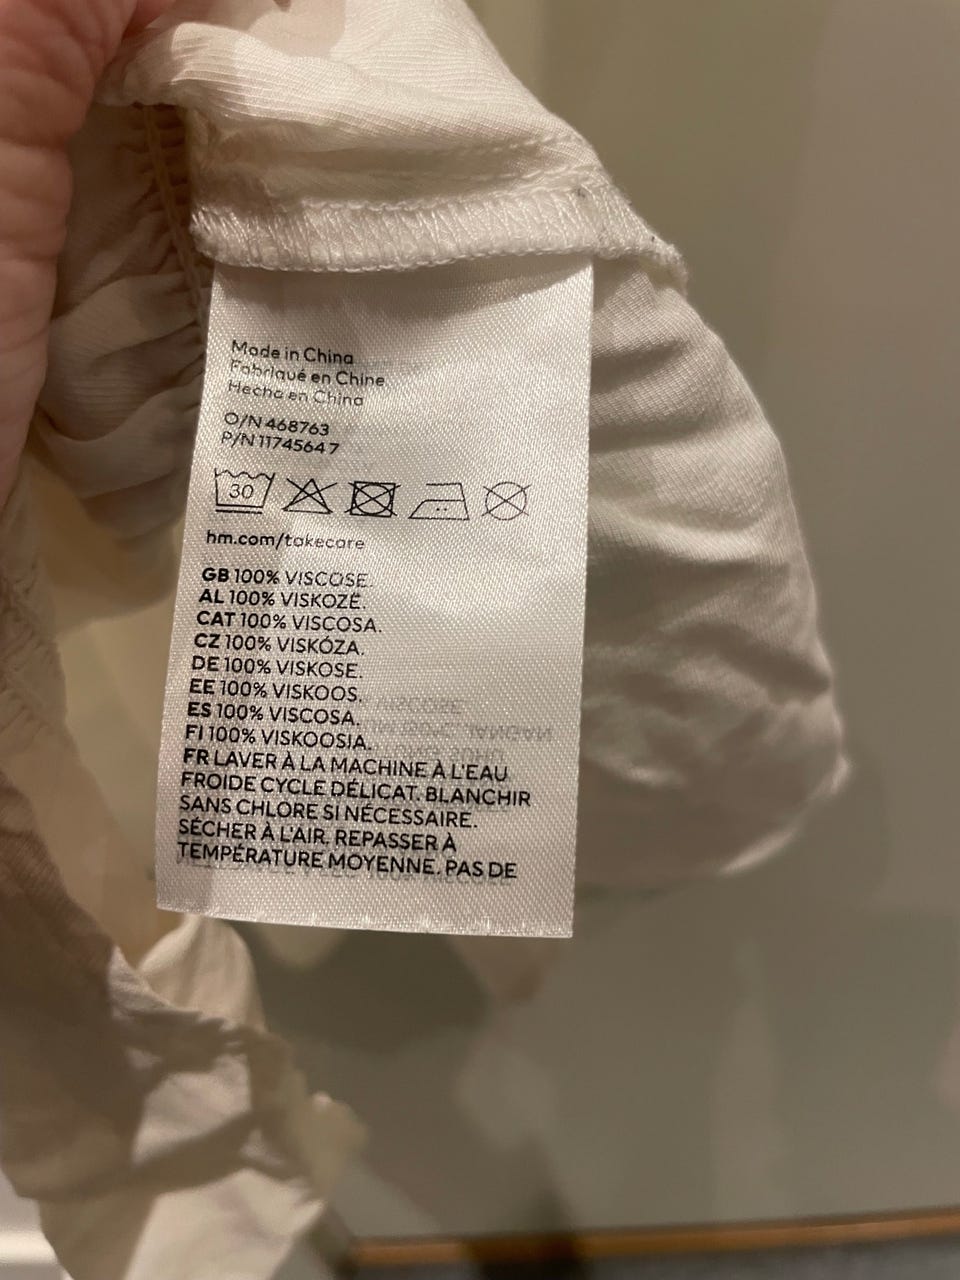 Made in China
Fabriqué en Chine
Hecho en China
O/N 468763
P/N 1174564 7
30
hm.com/takecare
GB 100% VISCOSE.
AL 100% VISKOZË.
CAT 100% VISCOSA.
CZ 100% VISKÓZA.
DE 100% VISKOSE.
EE 100% VISKOOS.
ES 100% VISCOSA.
FI 100% VISKOOSIA.
FR LAVER À LA MACHINE À L'EAU
FROIDE CYCLE DÉLICAT. BLANCHIR
SANS CHLORE SI NÉCESSAIRE.
SÉCHER À L'AIR. REPASSER À
TEMPÉRATURE MOYENNE. PAS DE